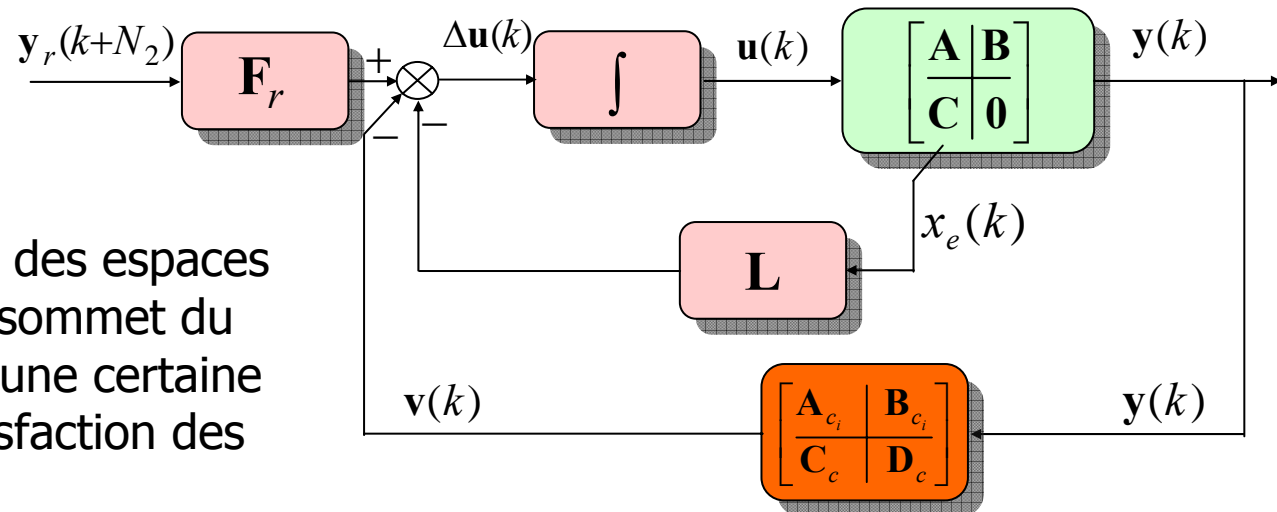 y_r(k+N_2)
F_r
+
−
−
Δu(k)
∫
u(k)
[A | B]
[C | 0]
y(k)
x_e(k)
L
des espaces
sommet du
une certaine
sfaction des
v(k)
[A_{c_i} | B_{c_i}]
[C_c | D_c]
y(k)